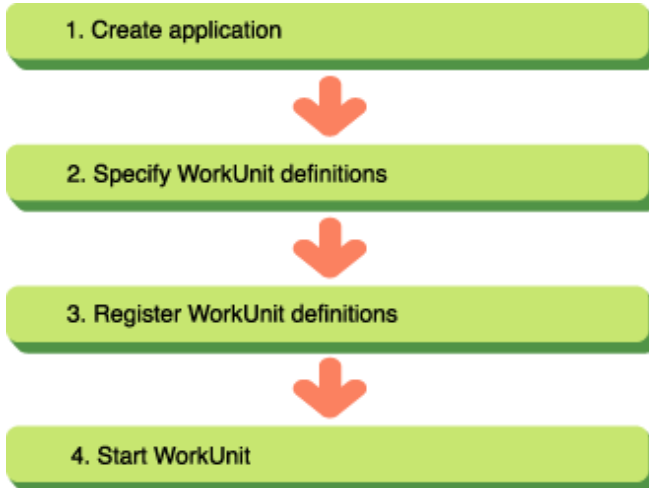 1. Create application
2. Specify WorkUnit definitions
3. Register WorkUnit definitions
4. Start WorkUnit